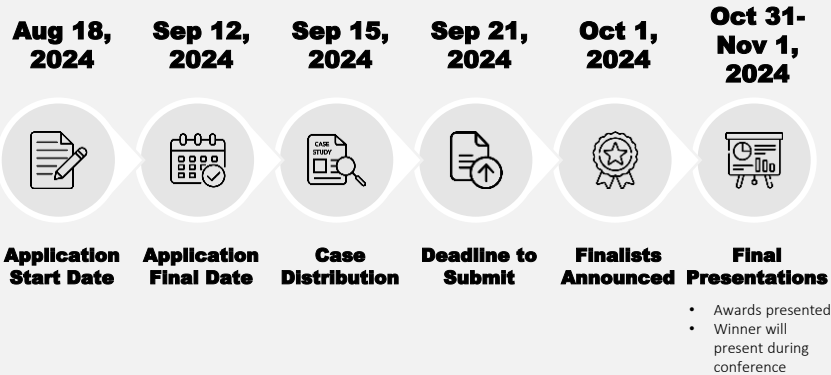 Aug 18,
2024
Sep 12,
2024
Sep 15,
2024
Sep 21,
2024
Oct 1,
2024
Oct 31-
Nov 1,
2024
CASE
STUDY
Application
Start Date
Application
Final Date
Case
Distribution
Deadline to
Submit
Finalists
Announced
Final
Presentations
• Awards presented
• Winner will
present during
conference